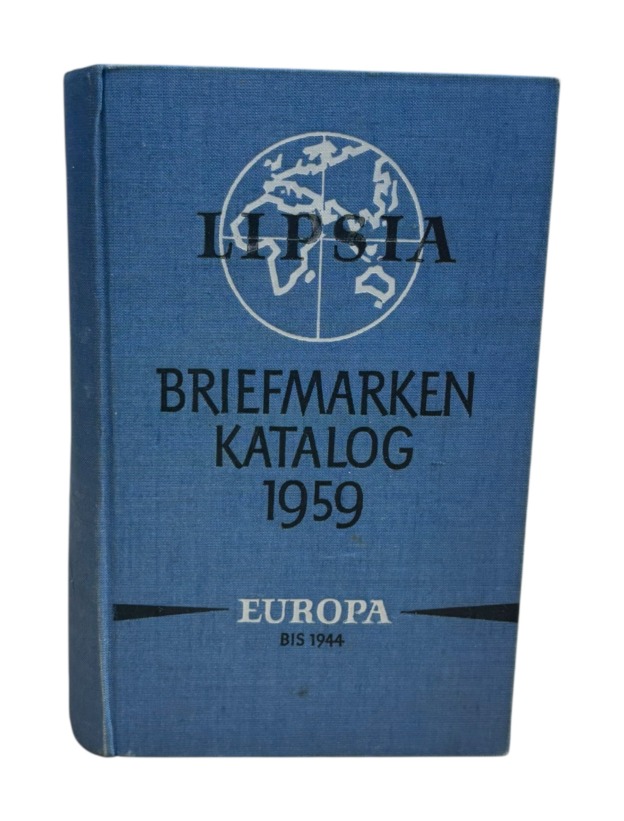 LIPSIA
BRIEFMARKEN
KATALOG
1959
EUROPA
BIS 1944